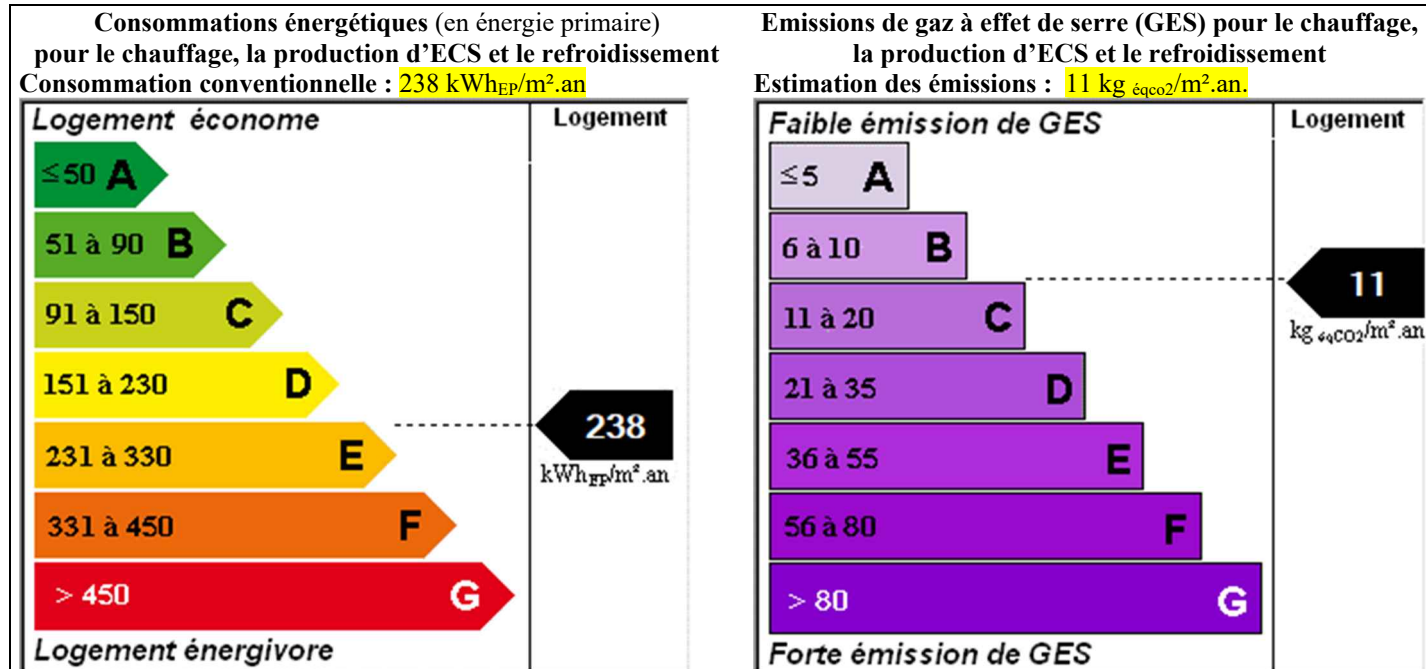 Consommations énergétiques (en énergie primaire)
pour le chauffage, la production d’ECS et le refroidissement
Consommation conventionnelle : 238 kWhEP/m².an
Logement économe
Logement
≤50 A
51 à 90 B
91 à 150 C
151 à 230 D
231 à 330 E
331 à 450 F
> 450 G
238
kWhEP/m².an
Logement énergivore
Emissions de gaz à effet de serre (GES) pour le chauffage,
la production d’ECS et le refroidissement
Estimation des émissions : 11 kg éqco2/m².an.
Faible émission de GES
Logement
≤5 A
6 à 10 B
11 à 20 C
21 à 35 D
36 à 55 E
56 à 80 F
> 80 G
11
kg éqCO2/m².an
Forte émission de GES